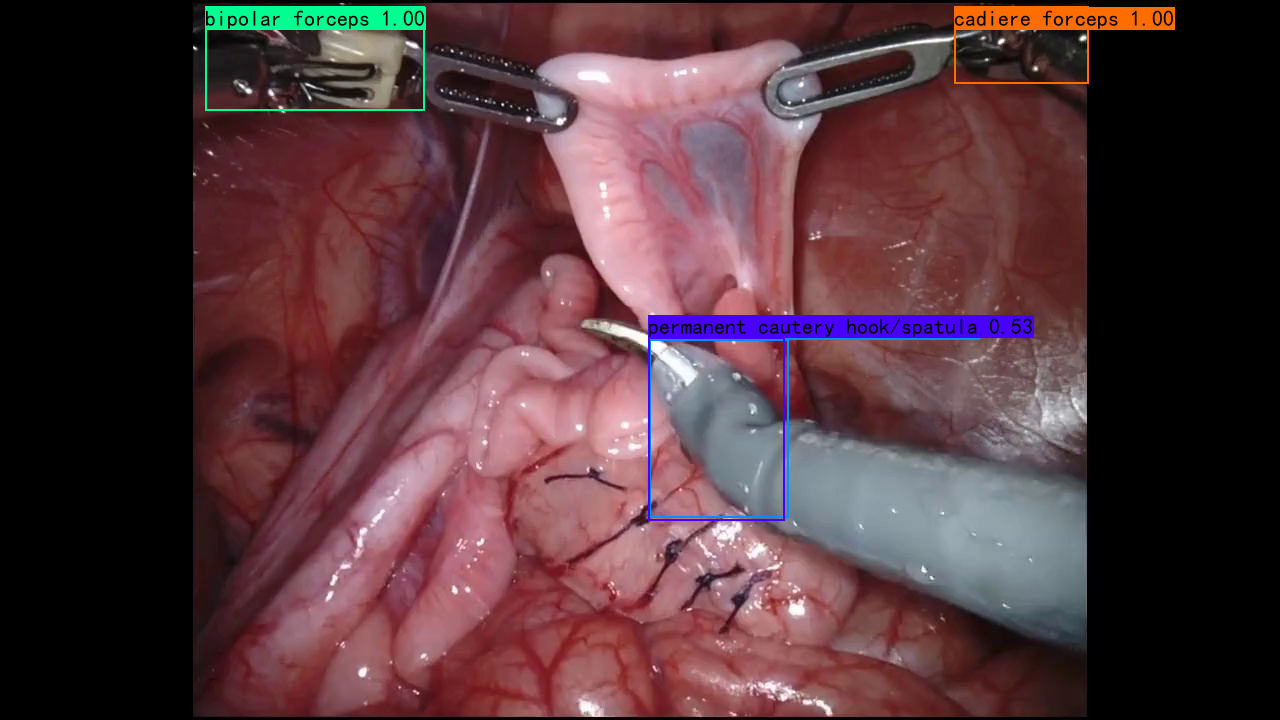 bipolar forceps 1.00
cadiere forceps 1.00
permanent cautery hook/spatula 0.53